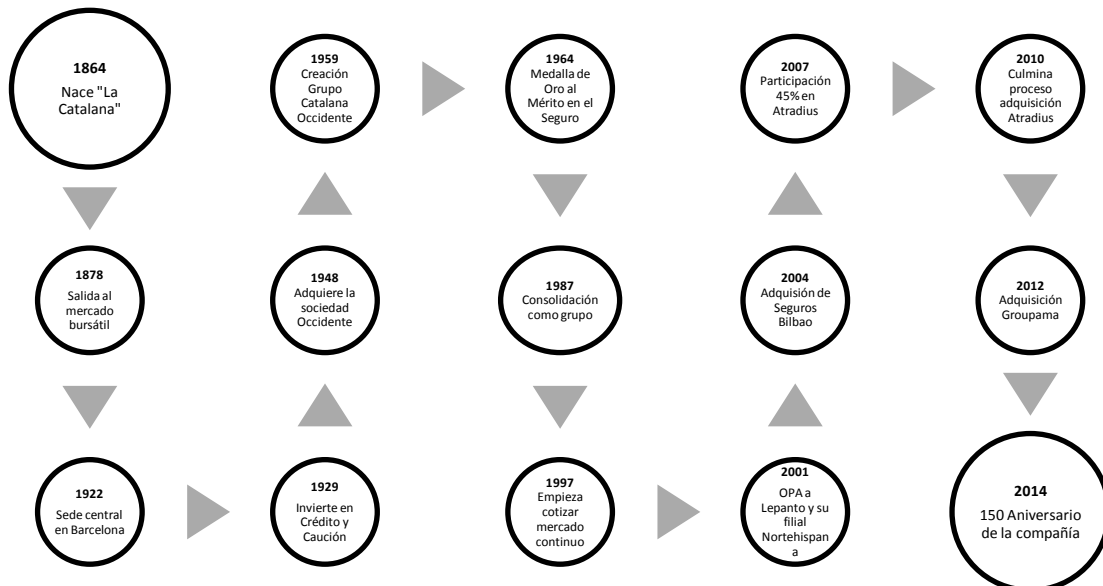 1864
Nace "La
Catalana"
1878
Salida al
mercado
bursátil
1922
Sede central
en Barcelona
1929
Invierte en
Crédito y
Caución
1948
Adquiere la
sociedad
Occidente
1959
Creación
Grupo
Catalana
Occidente
1964
Medalla de
Oro al
Mérito en el
Seguro
1987
Consolidación
como grupo
1997
Empieza
cotizar
mercado
continuo
2001
OPA a
Lepanto y su
filial
Nortehispan
a
2004
Adquisión de
Seguros
Bilbao
2007
Participación
45% en
Atradius
2010
Culmina
proceso
adquisición
Atradius
2012
Adquisición
Groupama
2014
150 Aniversario
de la compañía